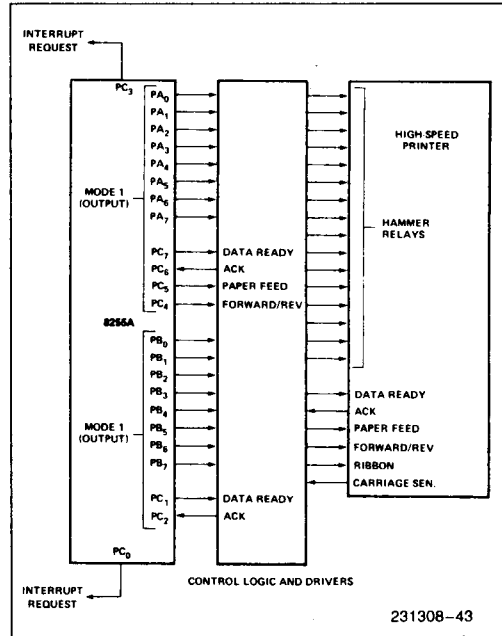 INTERRUPT
REQUEST
PC3
PA0
PA1
PA2
PA3
PA4
PA5
PA6
PA7
MODE 1
(OUTPUT)
PC7 DATA READY
PC6 ACK
PC5 PAPER FEED
PC4 FORWARD/REV
8255A
PB0
PB1
PB2
PB3
PB4
PB5
PB6
PB7
MODE 1
(OUTPUT)
PC1 DATA READY
PC2 ACK
PC0
INTERRUPT
REQUEST
CONTROL LOGIC AND DRIVERS
HIGH-SPEED
PRINTER
HAMMER
RELAYS
DATA READY
ACK
PAPER FEED
FORWARD/REV
RIBBON
CARRIAGE SEN.
231308-43